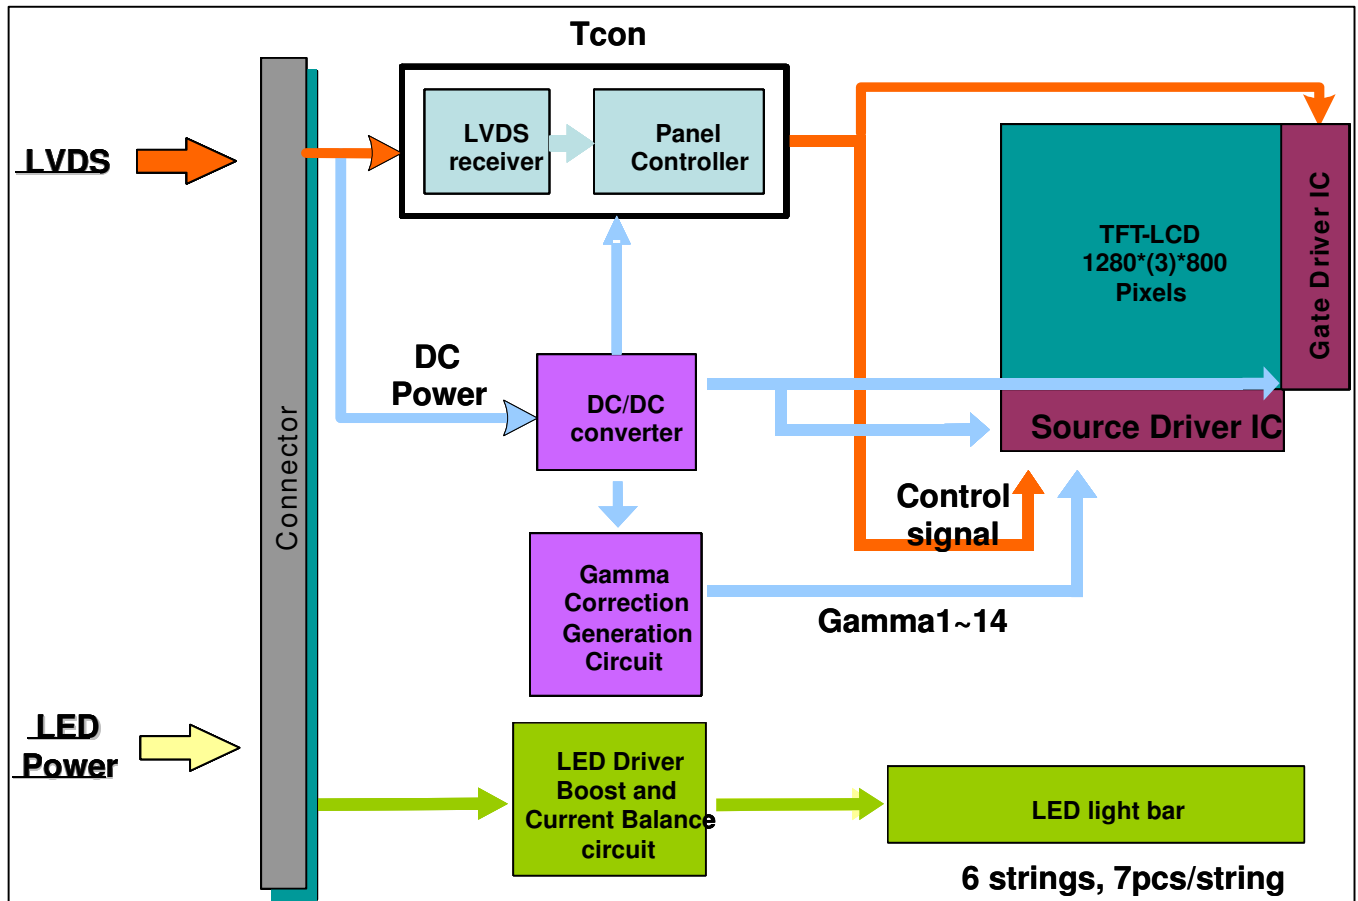 Tcon
LVDS
LVDS
receiver
Panel
Controller
Gate Driver IC
TFT-LCD
1280*(3)*800
Pixels
DC
Power
DC/DC
converter
Source Driver IC
Connector
Control
signal
Gamma
Correction
Generation
Circuit
Gamma1~14
LED
Power
LED Driver
Boost and
Current Balance
circuit
LED light bar
6 strings, 7pcs/string